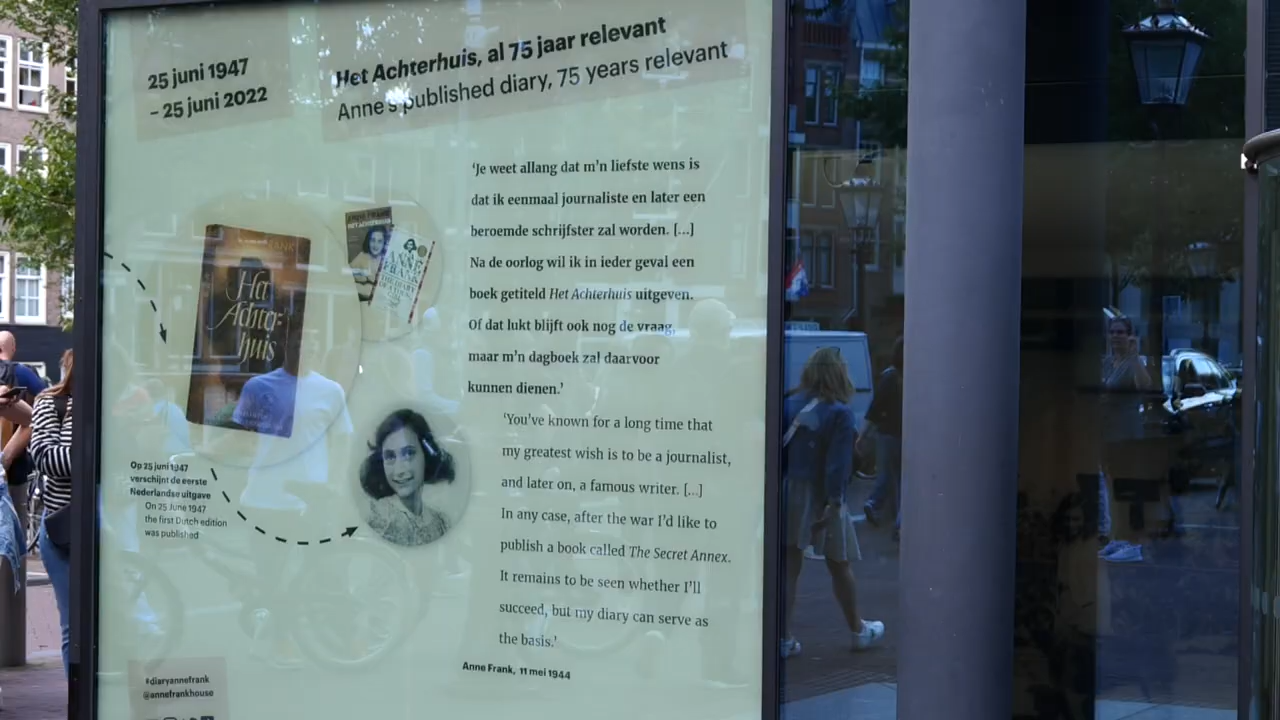 25 juni 1947
– 25 juni 2022
Het Achterhuis, al 75 jaar relevant
Anne's published diary, 75 years relevant
'Je weet allang dat m'n liefste wens is
dat ik eenmaal journaliste en later een
beroemde schrijfster zal worden. [...]
Na de oorlog wil ik in ieder geval een
boek getiteld Het Achterhuis uitgeven.
Of dat lukt blijft ook nog de vraag,
maar m'n dagboek zal daarvoor
kunnen dienen.'
'You've known for a long time that
my greatest wish is to be a journalist,
and later on, a famous writer. [...]
In any case, after the war I'd like to
publish a book called The Secret Annex.
It remains to be seen whether I'll
succeed, but my diary can serve as
the basis.'
Anne Frank, 11 mei 1944
Het
Achter-
huis
ANNE
FRANK
Op 25 juni 1947
verschijnt de eerste
Nederlandse uitgave
On 25 June 1947
the first Dutch edition
was published
#diaryannefrank
@annefrankhouse